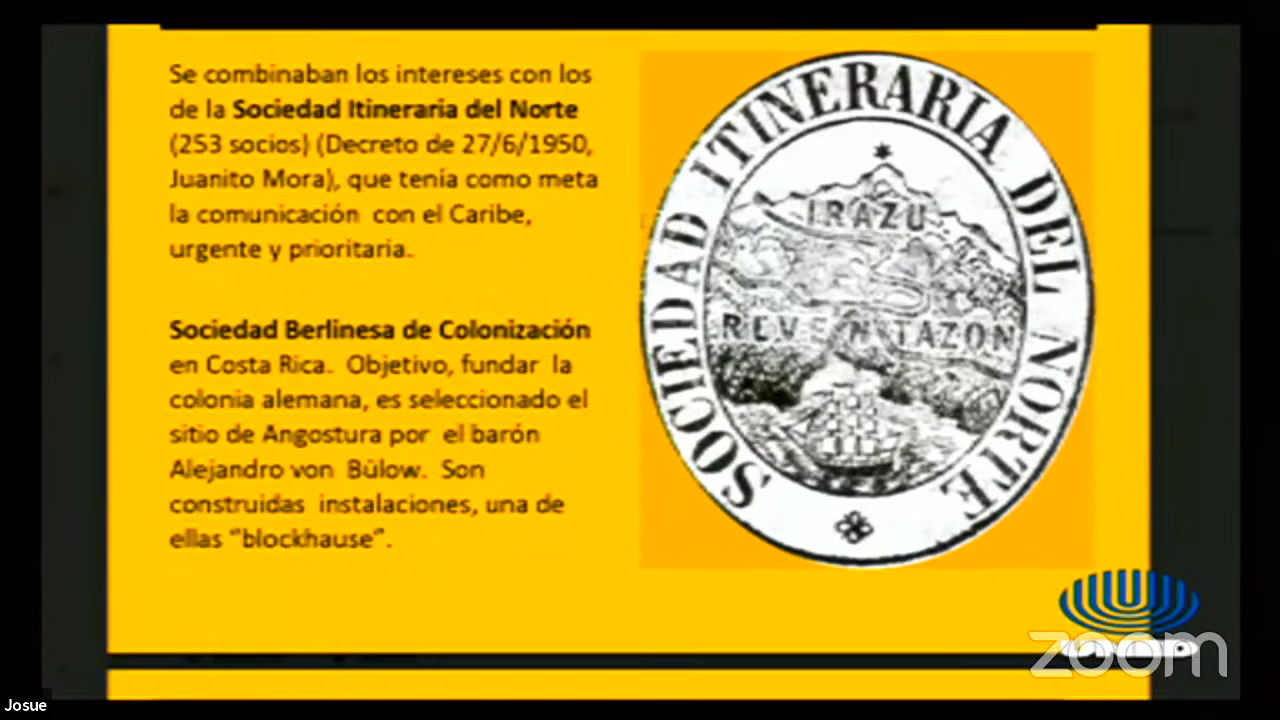 Se combinaban los intereses con los
de la Sociedad Itineraria del Norte
(253 socios) (Decreto de 27/6/1950,
Juanito Mora), que tenía como meta
la comunicación con el Caribe,
urgente y prioritaria.
Sociedad Berlinesa de Colonización
en Costa Rica. Objetivo, fundar la
colonia alemana, es seleccionado el
sitio de Angostura por el barón
Alejandro von Bülow. Son
construidas instalaciones, una de
ellas "blockhause".
SOCIEDAD ITINERARIA DEL NORTE
IRAZU
REVENTAZON
zoom
Josue